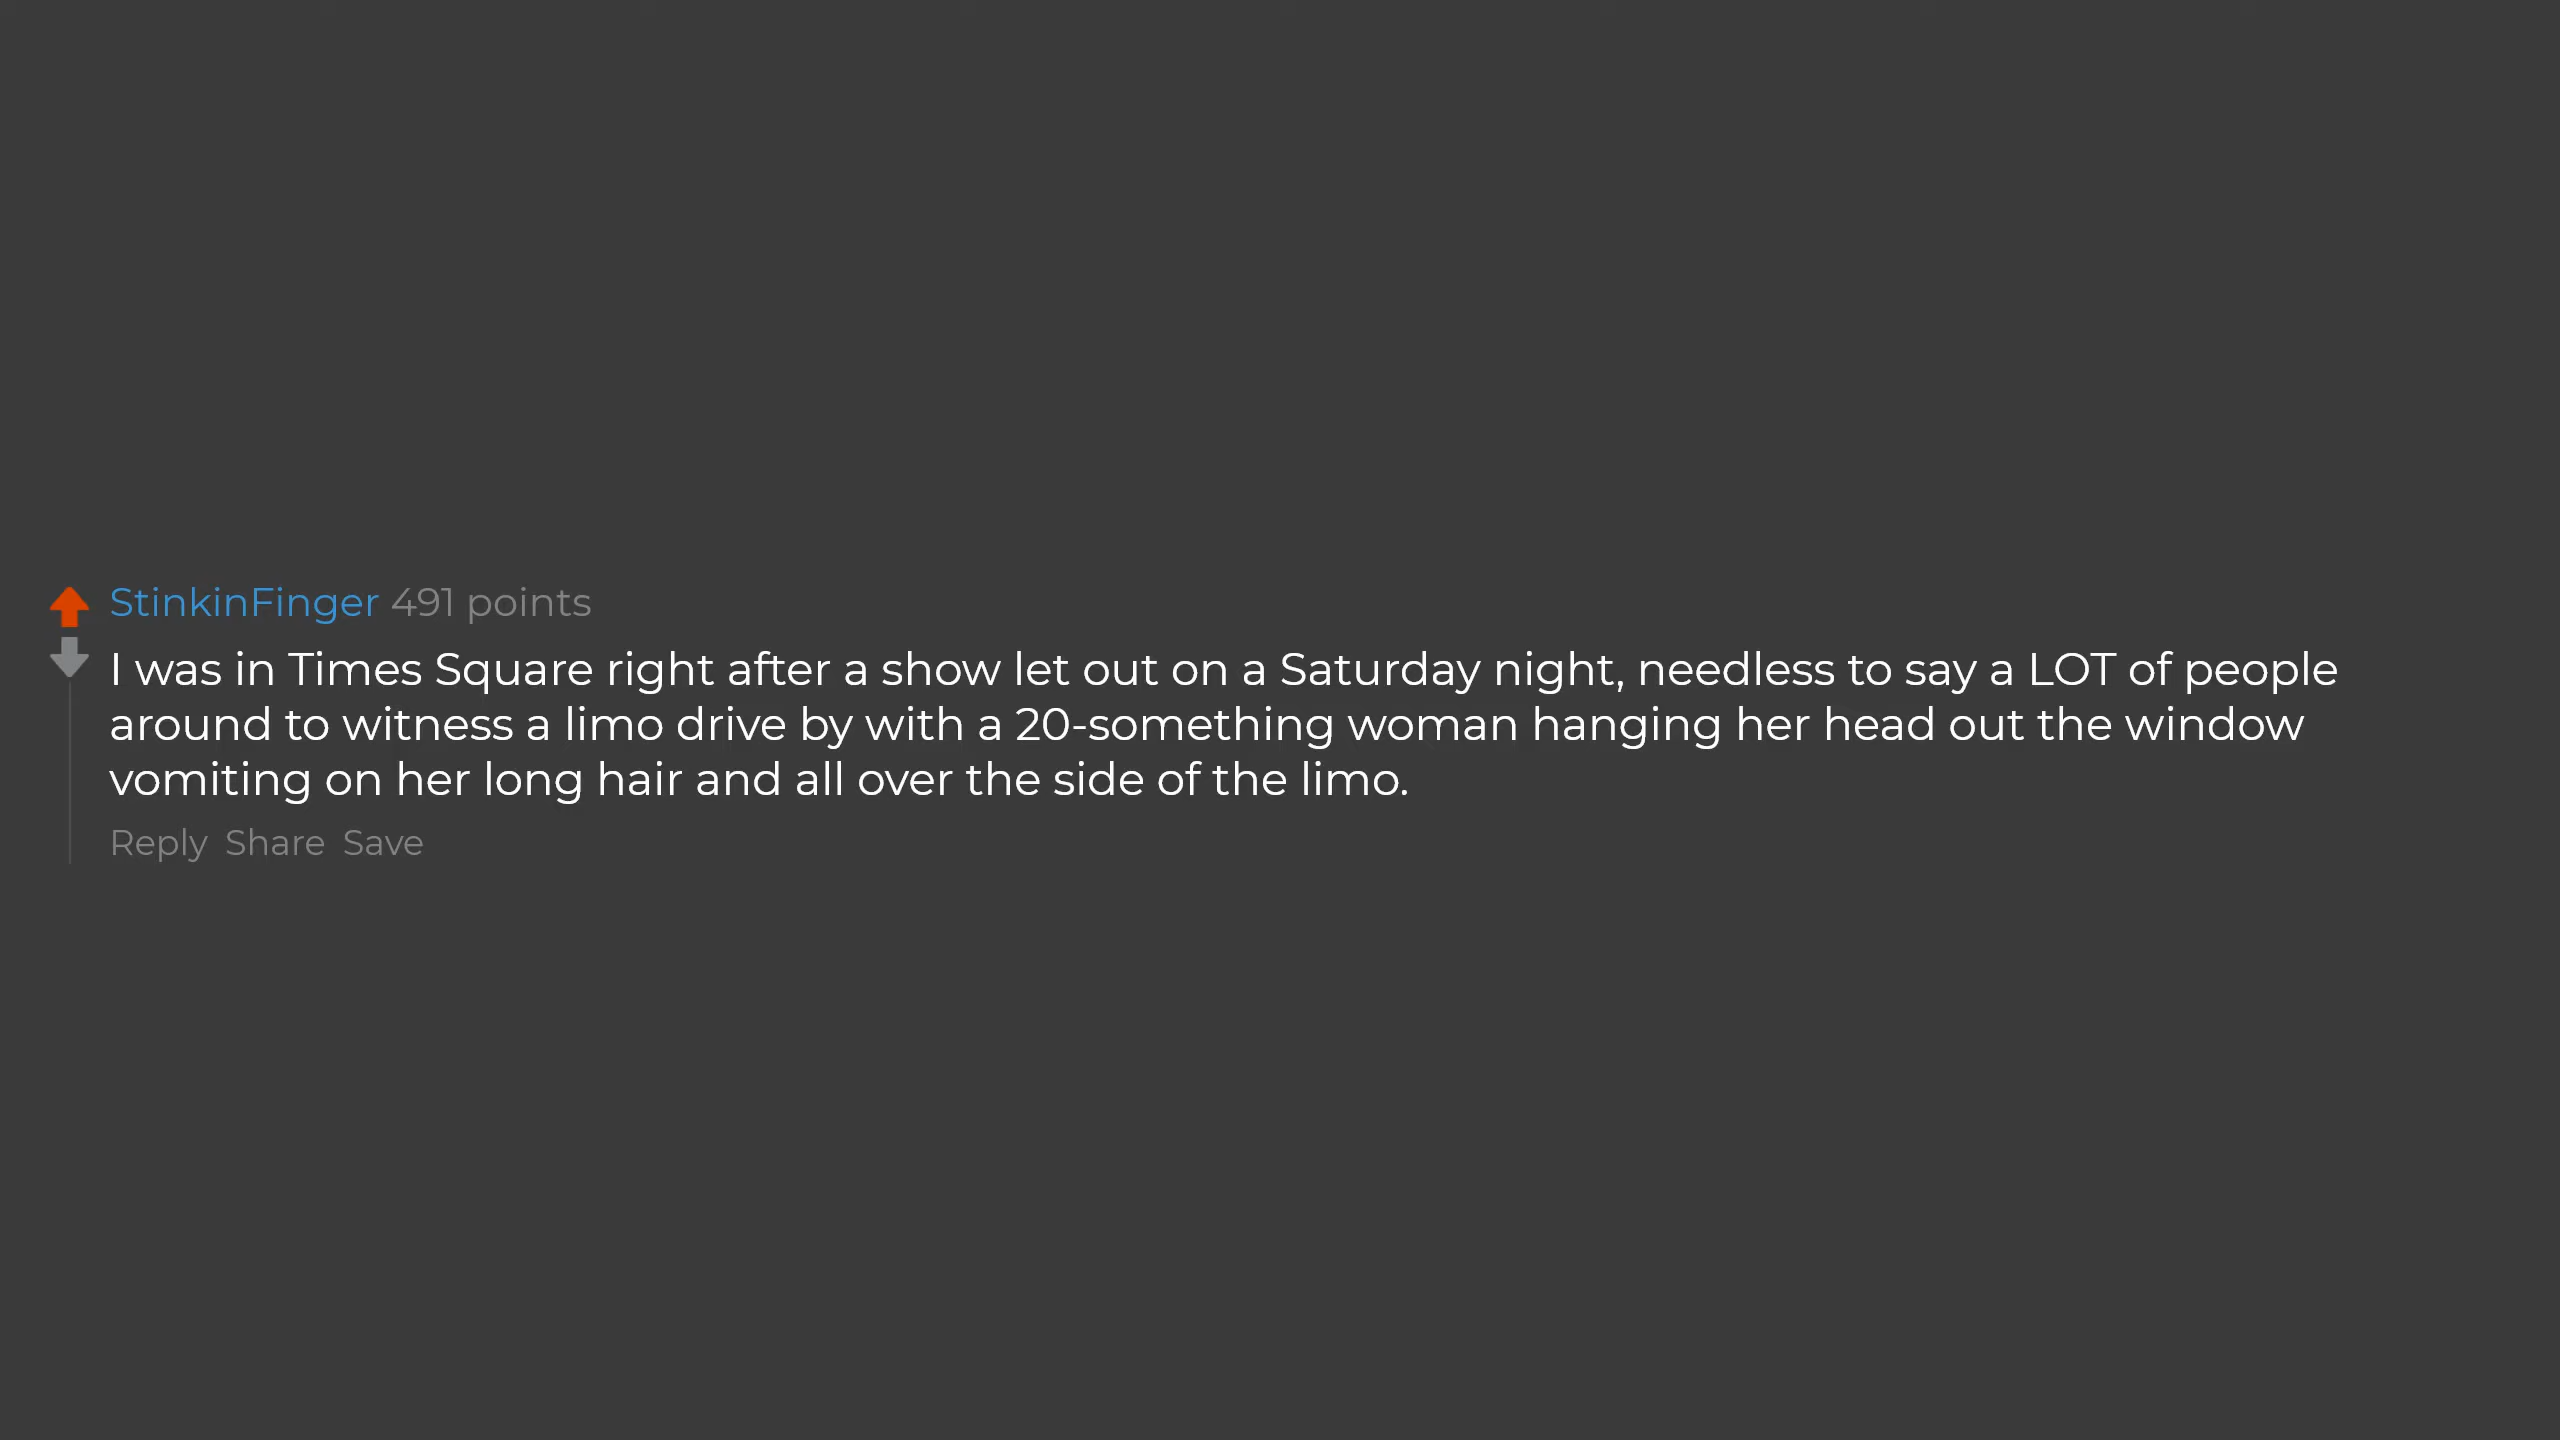 StinkinFinger 491 points
I was in Times Square right after a show let out on a Saturday night, needless to say a LOT of people
around to witness a limo drive by with a 20-something woman hanging her head out the window
vomiting on her long hair and all over the side of the limo.
Reply Share Save